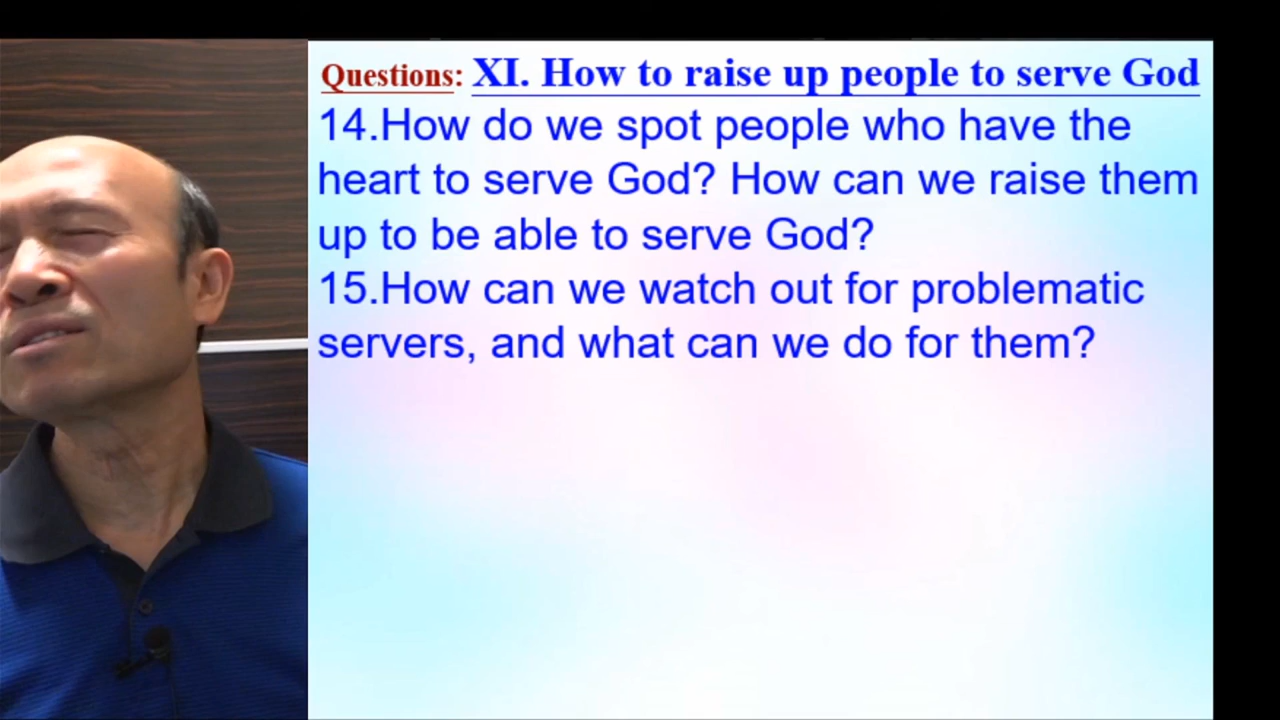 Questions: XI. How to raise up people to serve God
14.How do we spot people who have the
heart to serve God? How can we raise them
up to be able to serve God?
15.How can we watch out for problematic
servers, and what can we do for them?